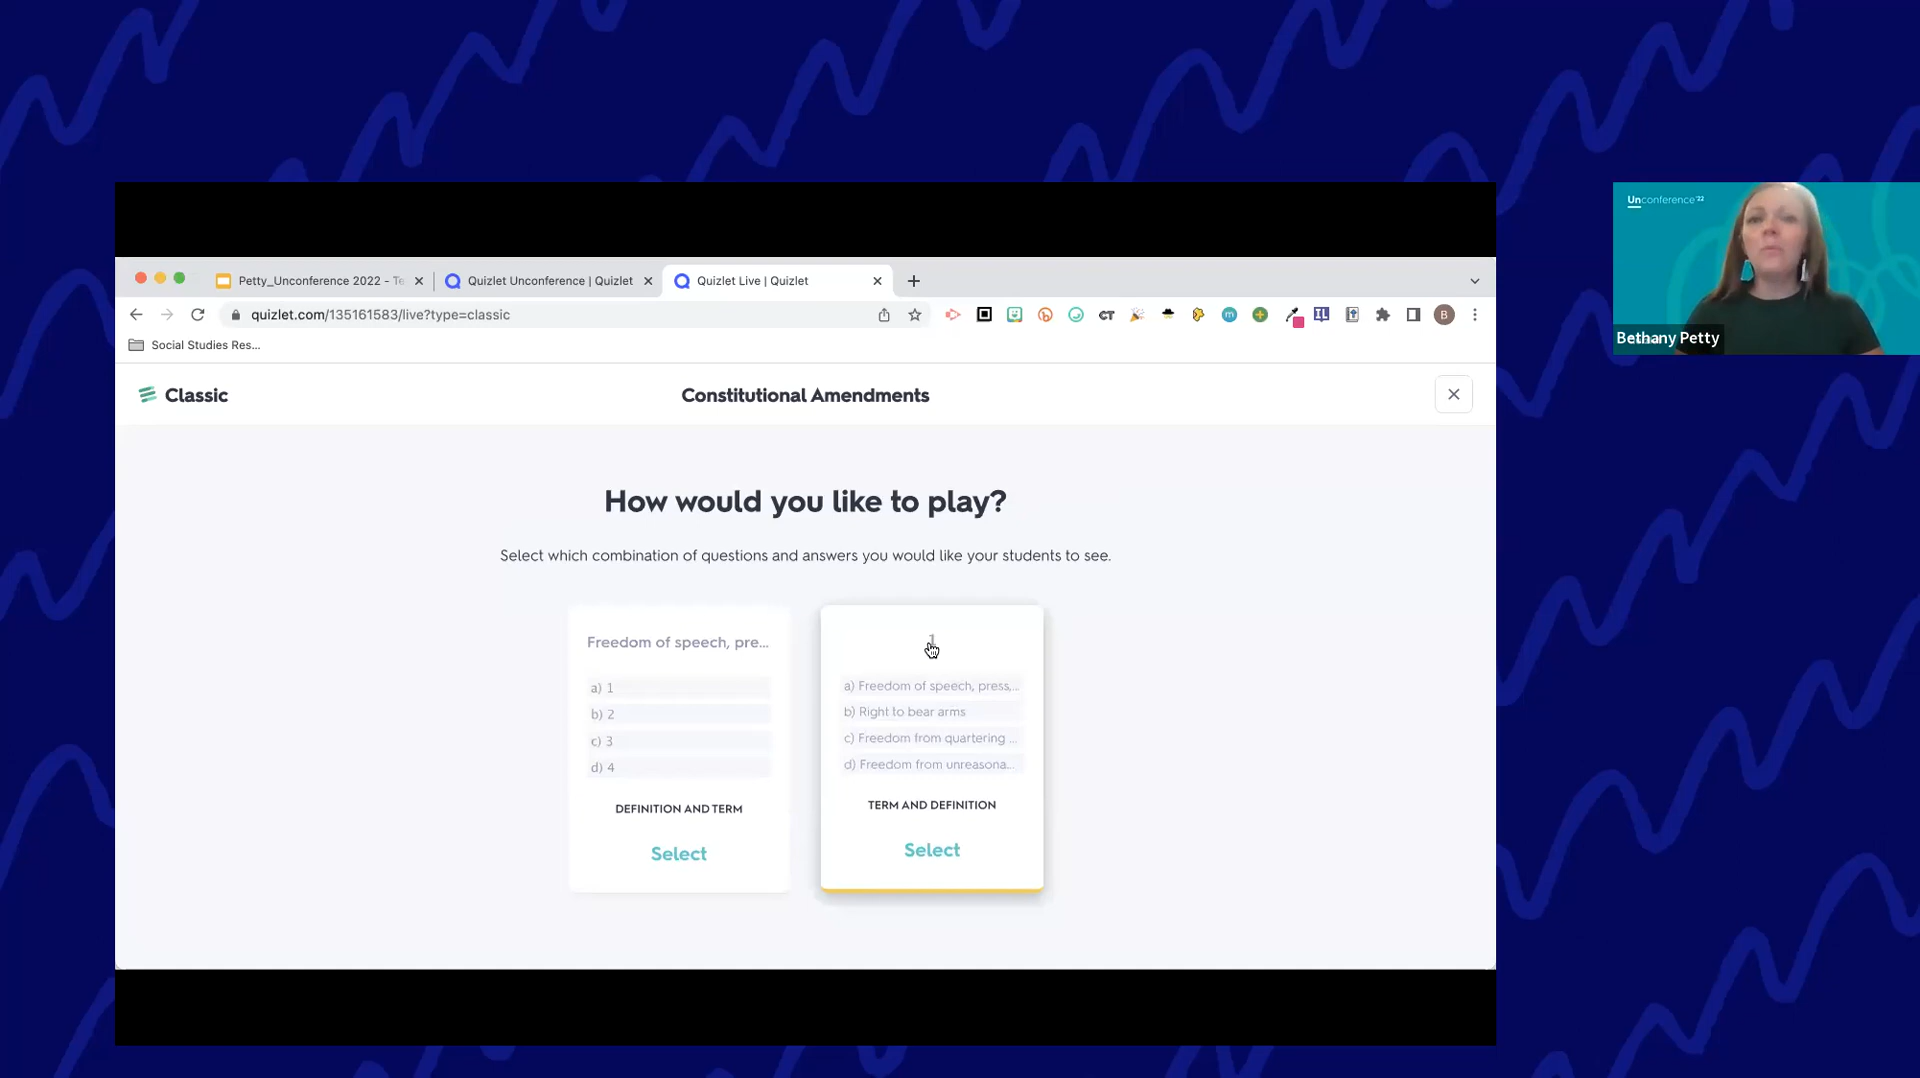 Unconference '22
Bethany Petty
Petty_Unconference 2022 - Te
Quizlet Unconference | Quizlet
Quizlet Live | Quizlet
quizlet.com/135161583/live?type=classic
CT
IL
B
Social Studies Res...
Classic
Constitutional Amendments
How would you like to play?
Select which combination of questions and answers you would like your students to see.
Freedom of speech, pre...
a) 1
b) 2
c) 3
d) 4
DEFINITION AND TERM
Select
1
a) Freedom of speech, press,...
b) Right to bear arms
c) Freedom from quartering ...
d) Freedom from unreasona...
TERM AND DEFINITION
Select